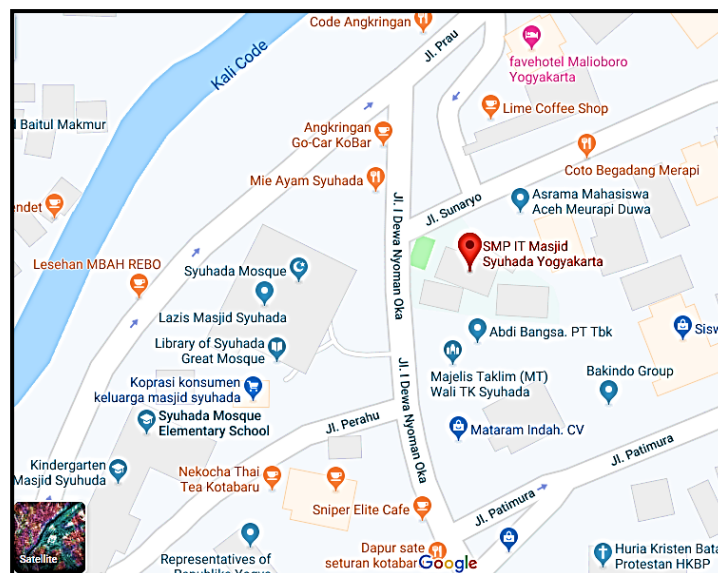 Code Angkringan
Jl. Prau
Kali Code
favehotel Malioboro
Yogyakarta
Lime Coffee Shop
l Baitul Makmur
Angkringan
Go-Car KoBar
Coto Begadang Merapi
Mie Ayam Syuhada
Asrama Mahasiswa
Aceh Meurapi Duwa
endet
Jl. Sunaryo
Jl. I Dewa Nyoman Oka
SMP IT Masjid
Syuhada Yogyakarta
Lesehan MBAH REBO
Syuhada Mosque
Lazis Masjid Syuhada
Abdi Bangsa. PT Tbk
Sisw
Library of Syuhada
Great Mosque
Majelis Taklim (MT)
Wali TK Syuhada
Bakindo Group
Jl. I Dewa Nyoman Oka
Koprasi konsumen
keluarga masjid syuhada
Syuhada Mosque
Elementary School
Jl. Perahu
Mataram Indah. CV
Jl. Patimura
Kindergarten
Masjid Syuhuda
Nekocha Thai
Tea Kotabaru
Sniper Elite Cafe
Jl. Patimura
Dapur sate
seturan kotabar
Google
Huria Kristen Bata
Protestan HKBP
Satellite
Representatives of
Republika Yogya